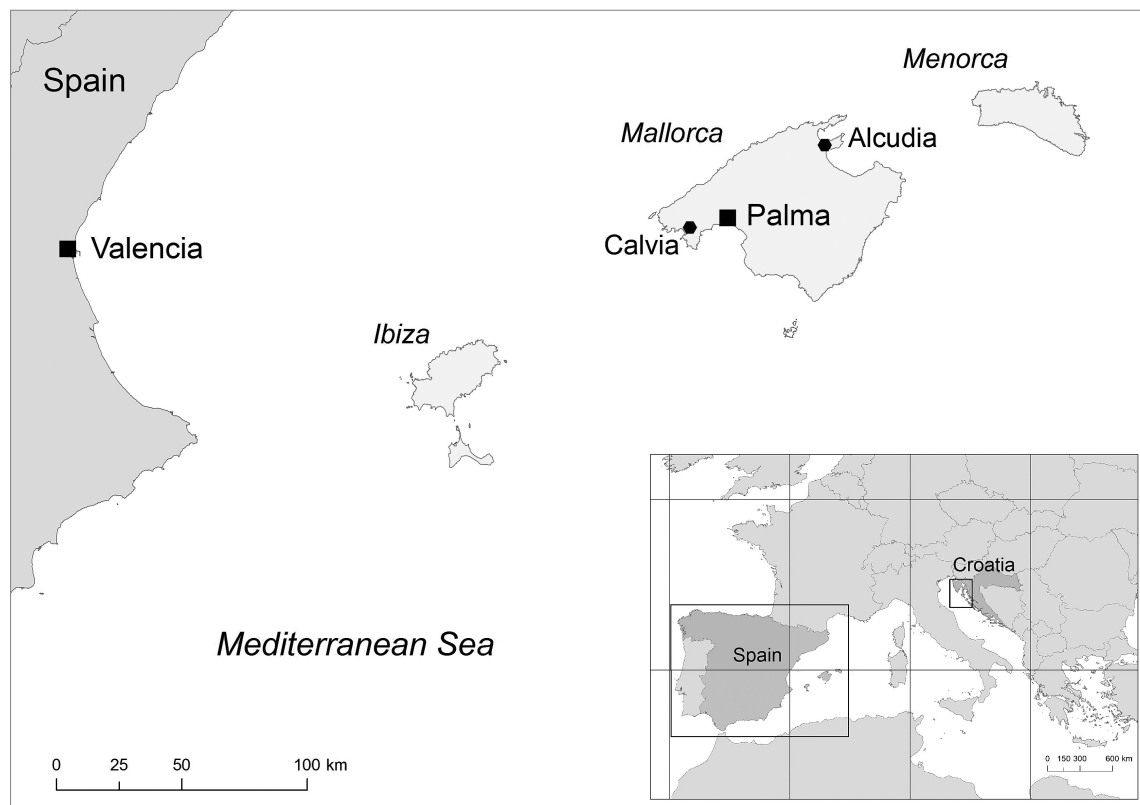 Menorca
Spain
Mallorca
Alcudia
Palma
Calvia
Valencia
Ibiza
Croatia
Spain
Mediterranean Sea
0 25 50 100 km
0 150 300 600 km